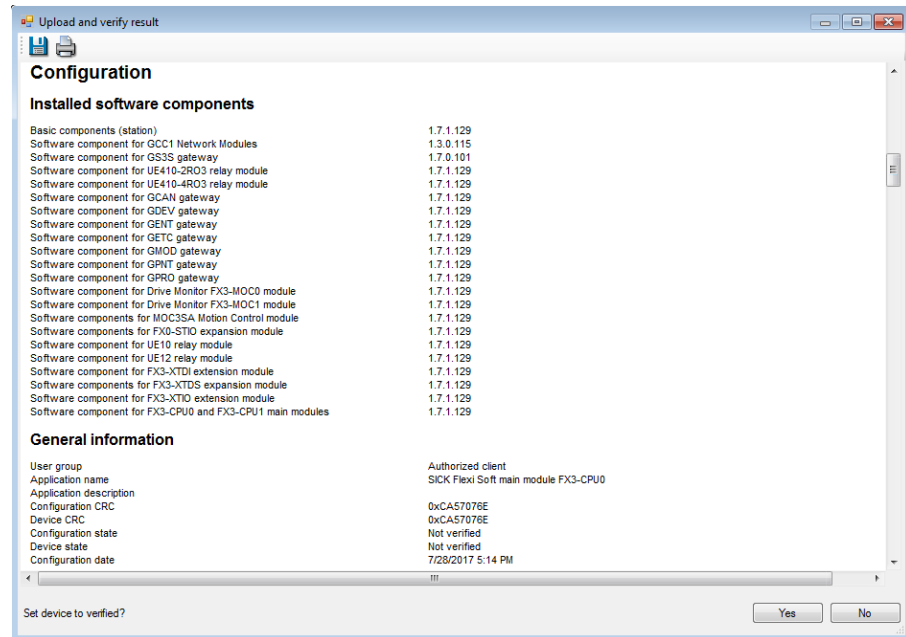 Upload and verify result
Configuration
Installed software components
Basic components (station) 1.7.1.129
Software component for GCC1 Network Modules 1.3.0.115
Software component for GS3S gateway 1.7.0.101
Software component for UE410-2RO3 relay module 1.7.1.129
Software component for UE410-4RO3 relay module 1.7.1.129
Software component for GCAN gateway 1.7.1.129
Software component for GDEV gateway 1.7.1.129
Software component for GENT gateway 1.7.1.129
Software component for GETC gateway 1.7.1.129
Software component for GMOD gateway 1.7.1.129
Software component for GPNT gateway 1.7.1.129
Software component for GPRO gateway 1.7.1.129
Software component for Drive Monitor FX3-MOC0 module 1.7.1.129
Software component for Drive Monitor FX3-MOC1 module 1.7.1.129
Software components for MOC3SA Motion Control module 1.7.1.129
Software components for FX0-STIO expansion module 1.7.1.129
Software component for UE10 relay module 1.7.1.129
Software component for UE12 relay module 1.7.1.129
Software component for FX3-XTDI extension module 1.7.1.129
Software components for FX3-XTDS expansion module 1.7.1.129
Software component for FX3-XTIO extension module 1.7.1.129
Software component for FX3-CPU0 and FX3-CPU1 main modules 1.7.1.129
General information
User group Authorized client
Application name SICK Flexi Soft main module FX3-CPU0
Application description
Configuration CRC 0xCA57076E
Device CRC 0xCA57076E
Configuration state Not verified
Device state Not verified
Configuration date 7/28/2017 5:14 PM
Set device to verified? Yes No